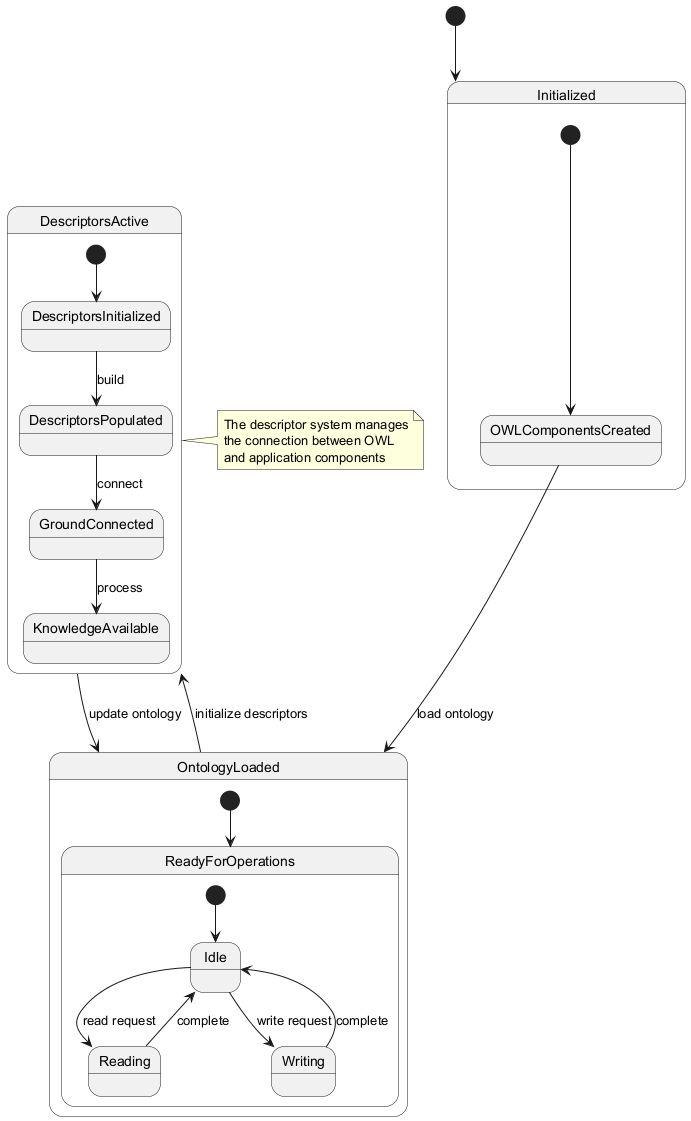 Initialized
OWLComponentsCreated
DescriptorsActive
DescriptorsInitialized
build
DescriptorsPopulated
connect
GroundConnected
process
KnowledgeAvailable
The descriptor system manages
the connection between OWL
and application components
update ontology
initialize descriptors
load ontology
OntologyLoaded
ReadyForOperations
Idle
read request
complete
write request
complete
Reading
Writing